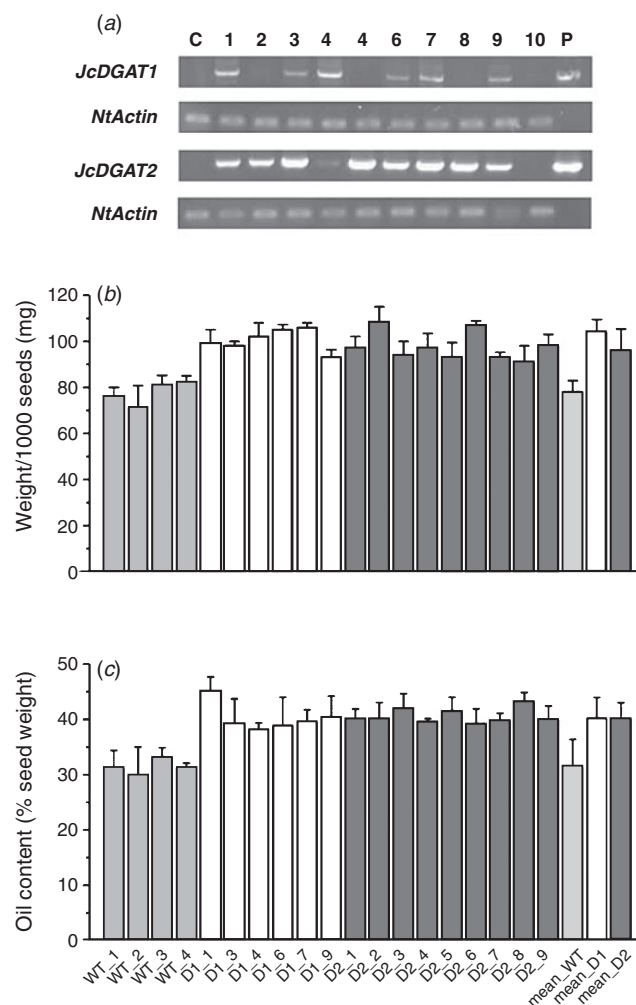 (a)
C 1 2 3 4 4 6 7 8 9 10 P
JcDGAT1
NtActin
JcDGAT2
NtActin
(b)
Weight/1000 seeds (mg)
120
100
80
60
40
20
0
(c)
Oil content (% seed weight)
50
40
30
20
10
0
WT_1
WT_2
WT_3
WT_4
D1_1
D1_3
D1_4
D1_6
D1_7
D1_9
D2_1
D2_2
D2_3
D2_4
D2_5
D2_6
D2_7
D2_8
D2_9
mean_WT
mean_D1
mean_D2